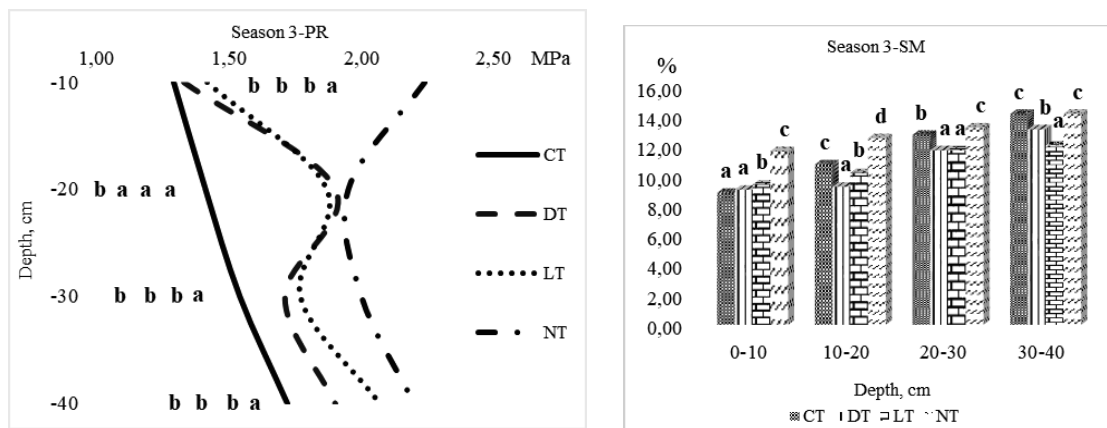 Season 3-PR
1,00 1,50 2,00 2,50 MPa
-10
b b b a
CT
-20
b a a a
DT
Depth, cm
LT
-30
b b b a
NT
-40
b b b a
Season 3-SM
%
16,00
14,00
12,00
10,00
8,00
6,00
4,00
2,00
0,00
a a b c
c a b d
b a a c
c b a c
0-10 10-20 20-30 30-40
Depth, cm
CT DT LT NT